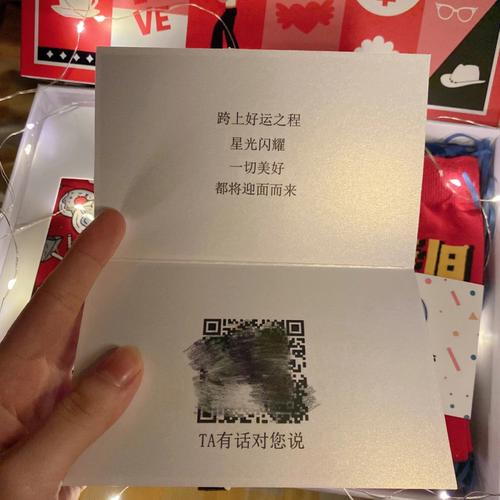 VE
跨上好运之程
星光闪耀
一切美好
都将迎面而来
TA有话对您说